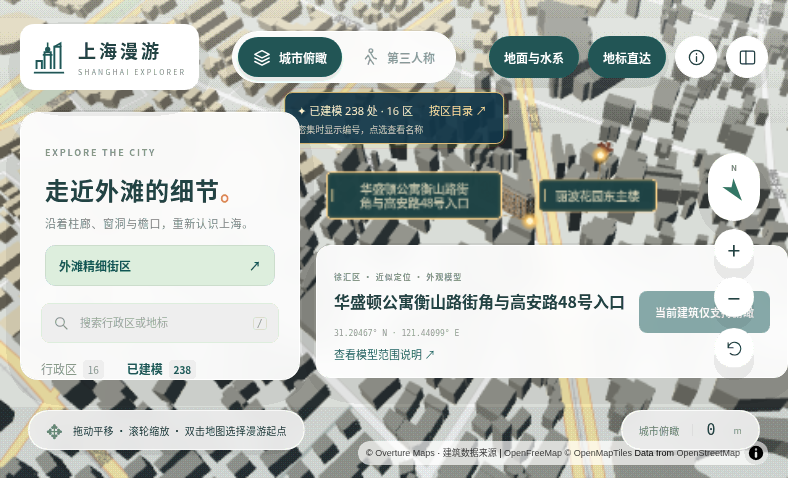 上海漫游
SHANGHAI EXPLORER
城市俯瞰
第三人称
地面与水系
地标直达
✦ 已建模 238 处 · 16 区 按区目录 ↗
密集时显示编号，点选查看名称
EXPLORE THE CITY
走近外滩的细节。
沿着柱廊、窗洞与檐口，重新认识上海。
外滩精细街区 ↗
搜索行政区或地标 /
行政区 16 已建模 238
华盛顿公寓衡山路街
角与高安路48号入口
丽波花园东主楼
N
徐汇区 · 近似定位 · 外观模型
华盛顿公寓衡山路街角与高安路48号入口
31.20467° N · 121.44099° E
查看模型范围说明 ↗
当前建筑仅支
瞰
拖动平移 · 滚轮缩放 · 双击地图选择漫游起点
城市俯瞰 0 m
© Overture Maps · 建筑数据来源 | OpenFreeMap © OpenMapTiles Data from OpenStreetMap